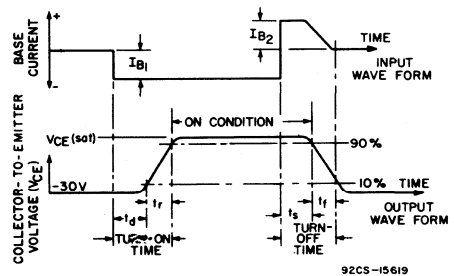 +
BASE
CURRENT
-
IB1
IB2
TIME
INPUT
WAVE FORM
COLLECTOR-TO-EMITTER
VOLTAGE (VCE)
VCE(sat)
ON CONDITION
90%
-30V
10%
TIME
OUTPUT
WAVE FORM
td
tr
ts
tf
TURN-ON
TIME
TURN-
OFF
TIME
92CS-15619